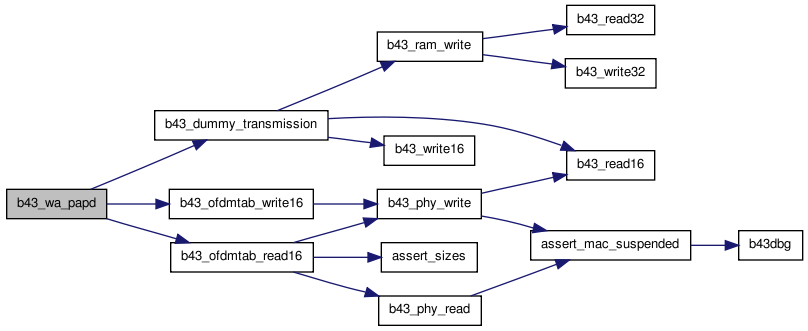 b43_read32
b43_ram_write
b43_write32
b43_dummy_transmission
b43_write16
b43_read16
b43_wa_papd
b43_ofdmtab_write16
b43_phy_write
assert_mac_suspended
b43dbg
b43_ofdmtab_read16
assert_sizes
b43_phy_read